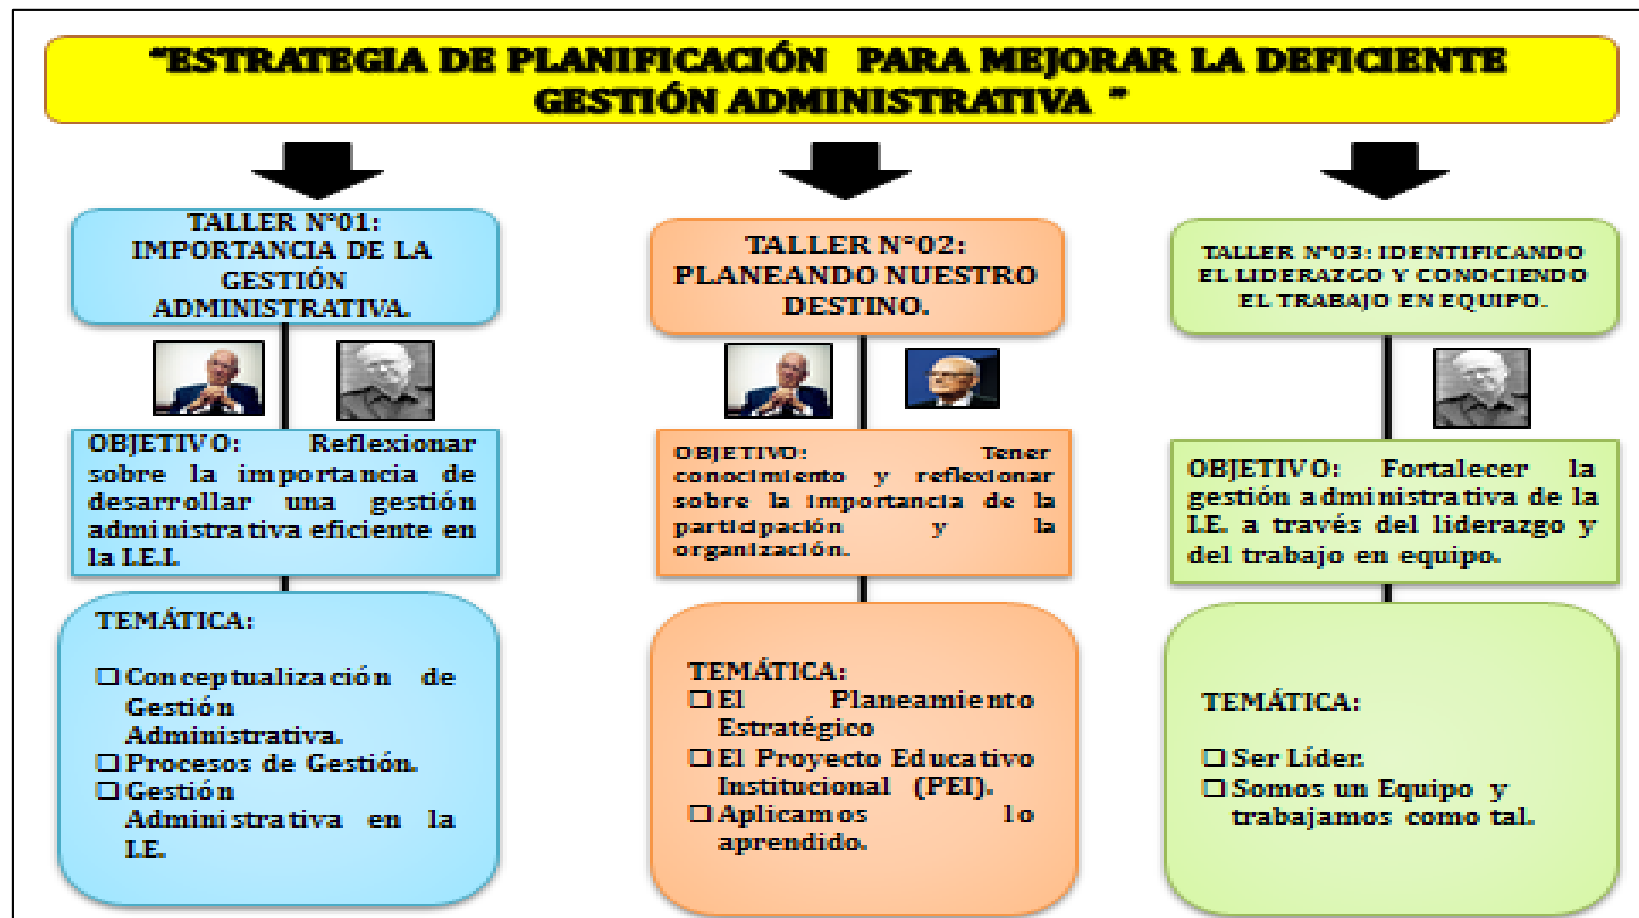 “ESTRATEGIA DE PLANIFICACIÓN PARA MEJORAR LA DEFICIENTE
GESTIÓN ADMINISTRATIVA ”
TALLER N°01:
IMPORTANCIA DE LA
GESTIÓN
ADMINISTRATIVA.
OBJETIVO: Reflexionar
sobre la importancia de
desarrollar una gestión
administrativa eficiente en
la I.E.I.
TEMÁTICA:
☐ Conceptualización de
Gestión
Administrativa.
☐ Procesos de Gestión.
☐ Gestión
Administrativa en la
I.E.
TALLER N°02:
PLANEANDO NUESTRO
DESTINO.
OBJETIVO: Tener
conocimiento y reflexionar
sobre la importancia de la
participación y la
organización.
TEMÁTICA:
☐ El Planeamiento
Estratégico
☐ El Proyecto Educativo
Institucional (PEI).
☐ Aplicamos lo
aprendido.
TALLER N°03: IDENTIFICANDO
EL LIDERAZGO Y CONOCIENDO
EL TRABAJO EN EQUIPO.
OBJETIVO: Fortalecer la
gestión administrativa de la
I.E. a través del liderazgo y
del trabajo en equipo.
TEMÁTICA:
☐ Ser Líder.
☐ Somos un Equipo y
trabajamos como tal.